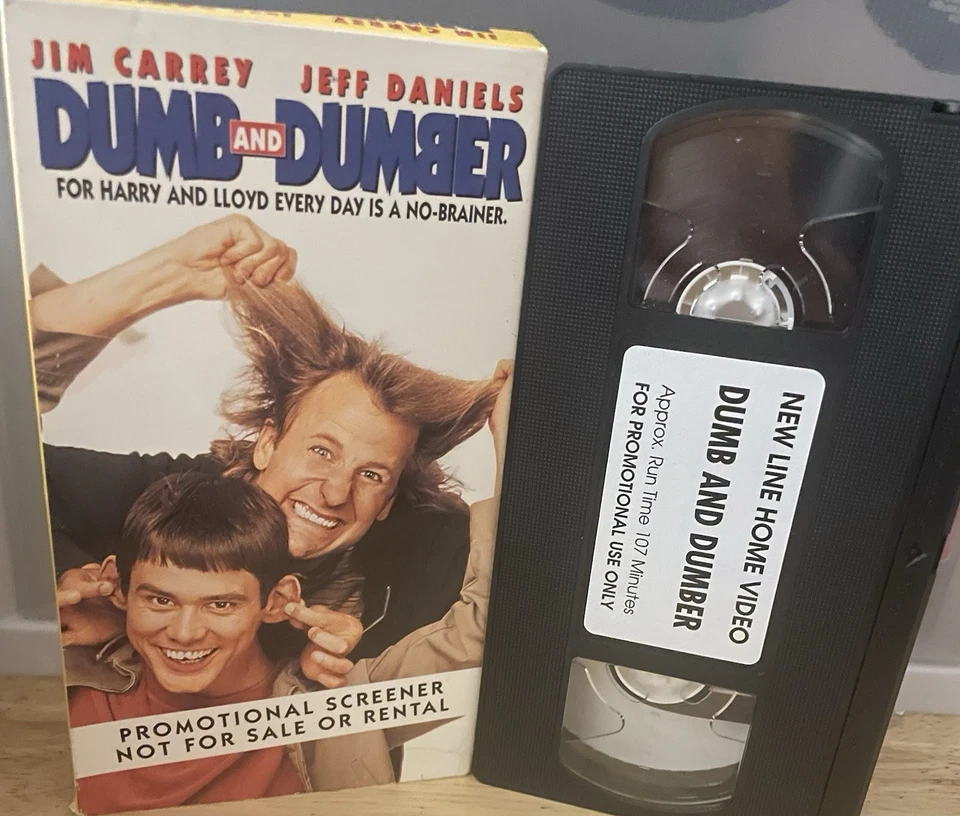 JIM CARREY JEFF DANIELS
DUMB AND DUMBER
FOR HARRY AND LLOYD EVERY DAY IS A NO-BRAINER.
PROMOTIONAL SCREENER
NOT FOR SALE OR RENTAL
NEW LINE HOME VIDEO
DUMB AND DUMBER
Approx. Run Time 107 Minutes
FOR PROMOTIONAL USE ONLY